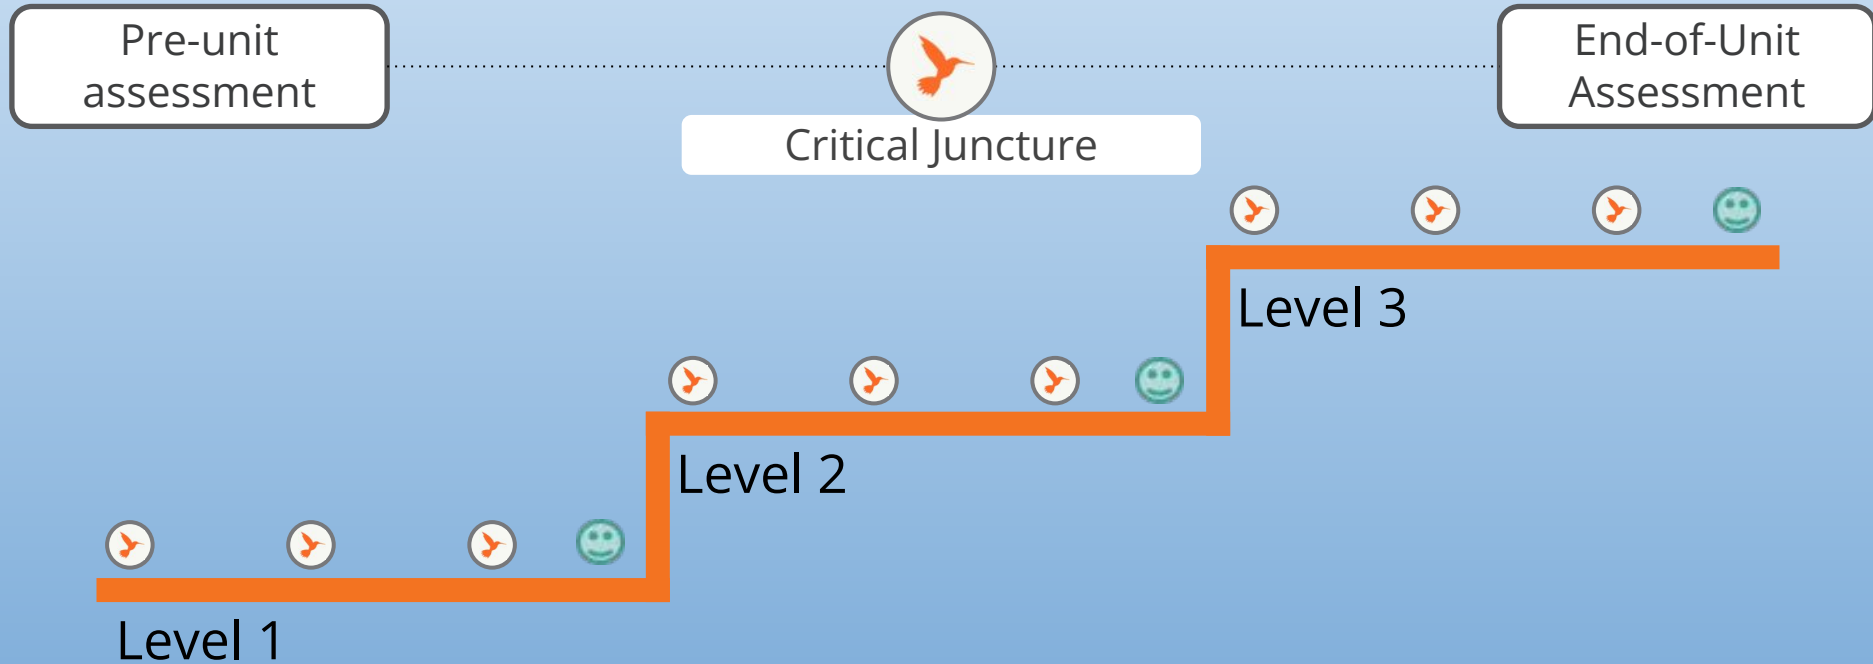 Pre-unit
assessment
Critical Juncture
End-of-Unit
Assessment
Level 3
Level 2
Level 1